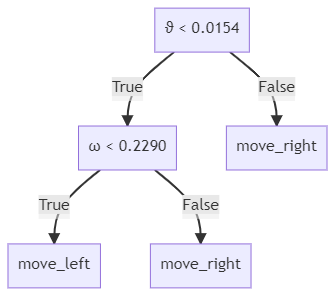 ϑ < 0.0154
True
False
ω < 0.2290
move_right
True
False
move_left
move_right